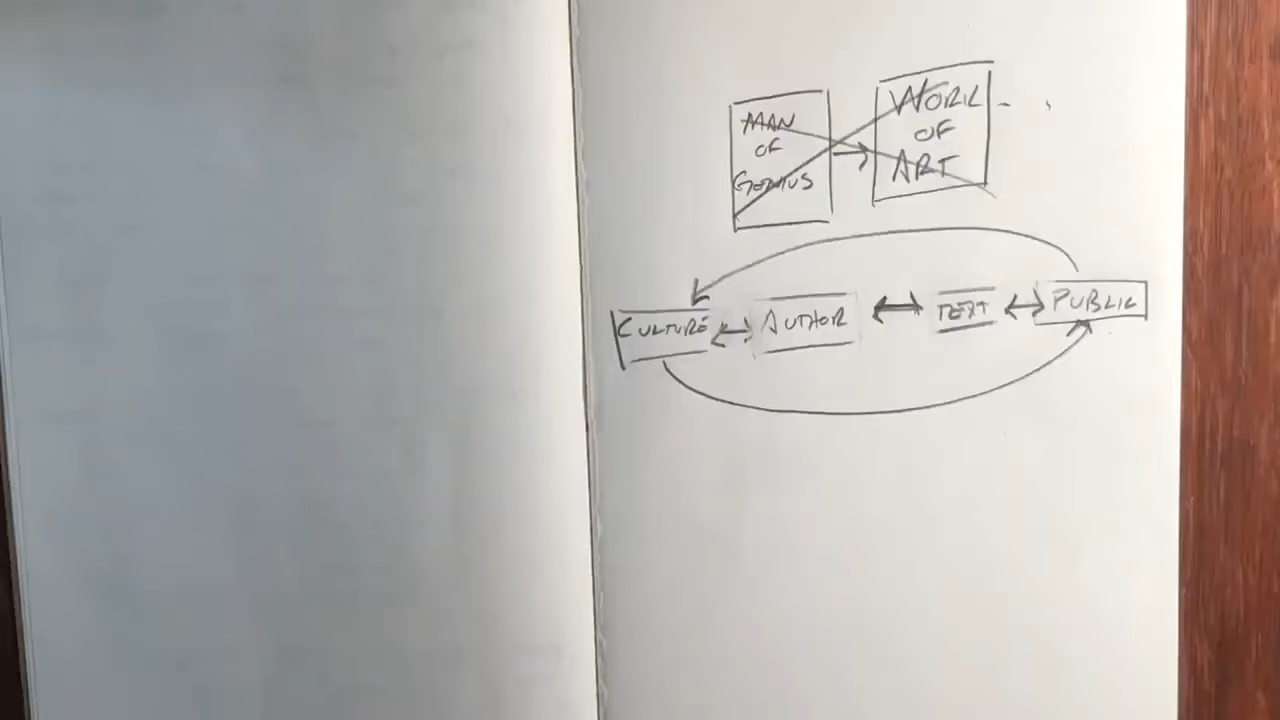 MAN
OF
GENIUS
WORK
OF
ART
CULTURE
AUTHOR
TEXT
PUBLIC